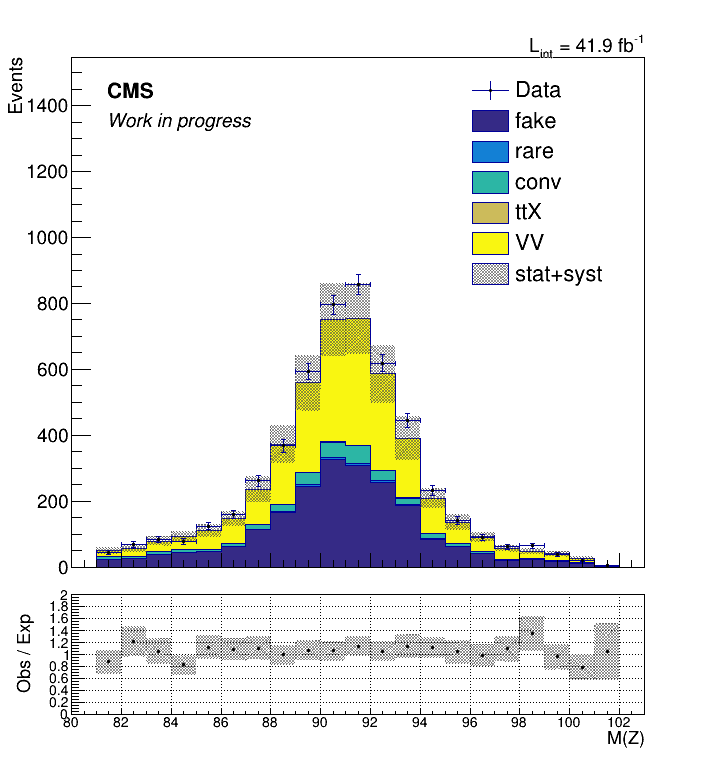 L_int = 41.9 fb^-1
Events
CMS
Work in progress
Data
fake
rare
conv
ttX
VV
stat+syst
1400
1200
1000
800
600
400
200
0
Obs / Exp
2
1.8
1.6
1.4
1.2
1
0.8
0.6
0.4
0.2
0
80 82 84 86 88 90 92 94 96 98 100 102
M(Z)